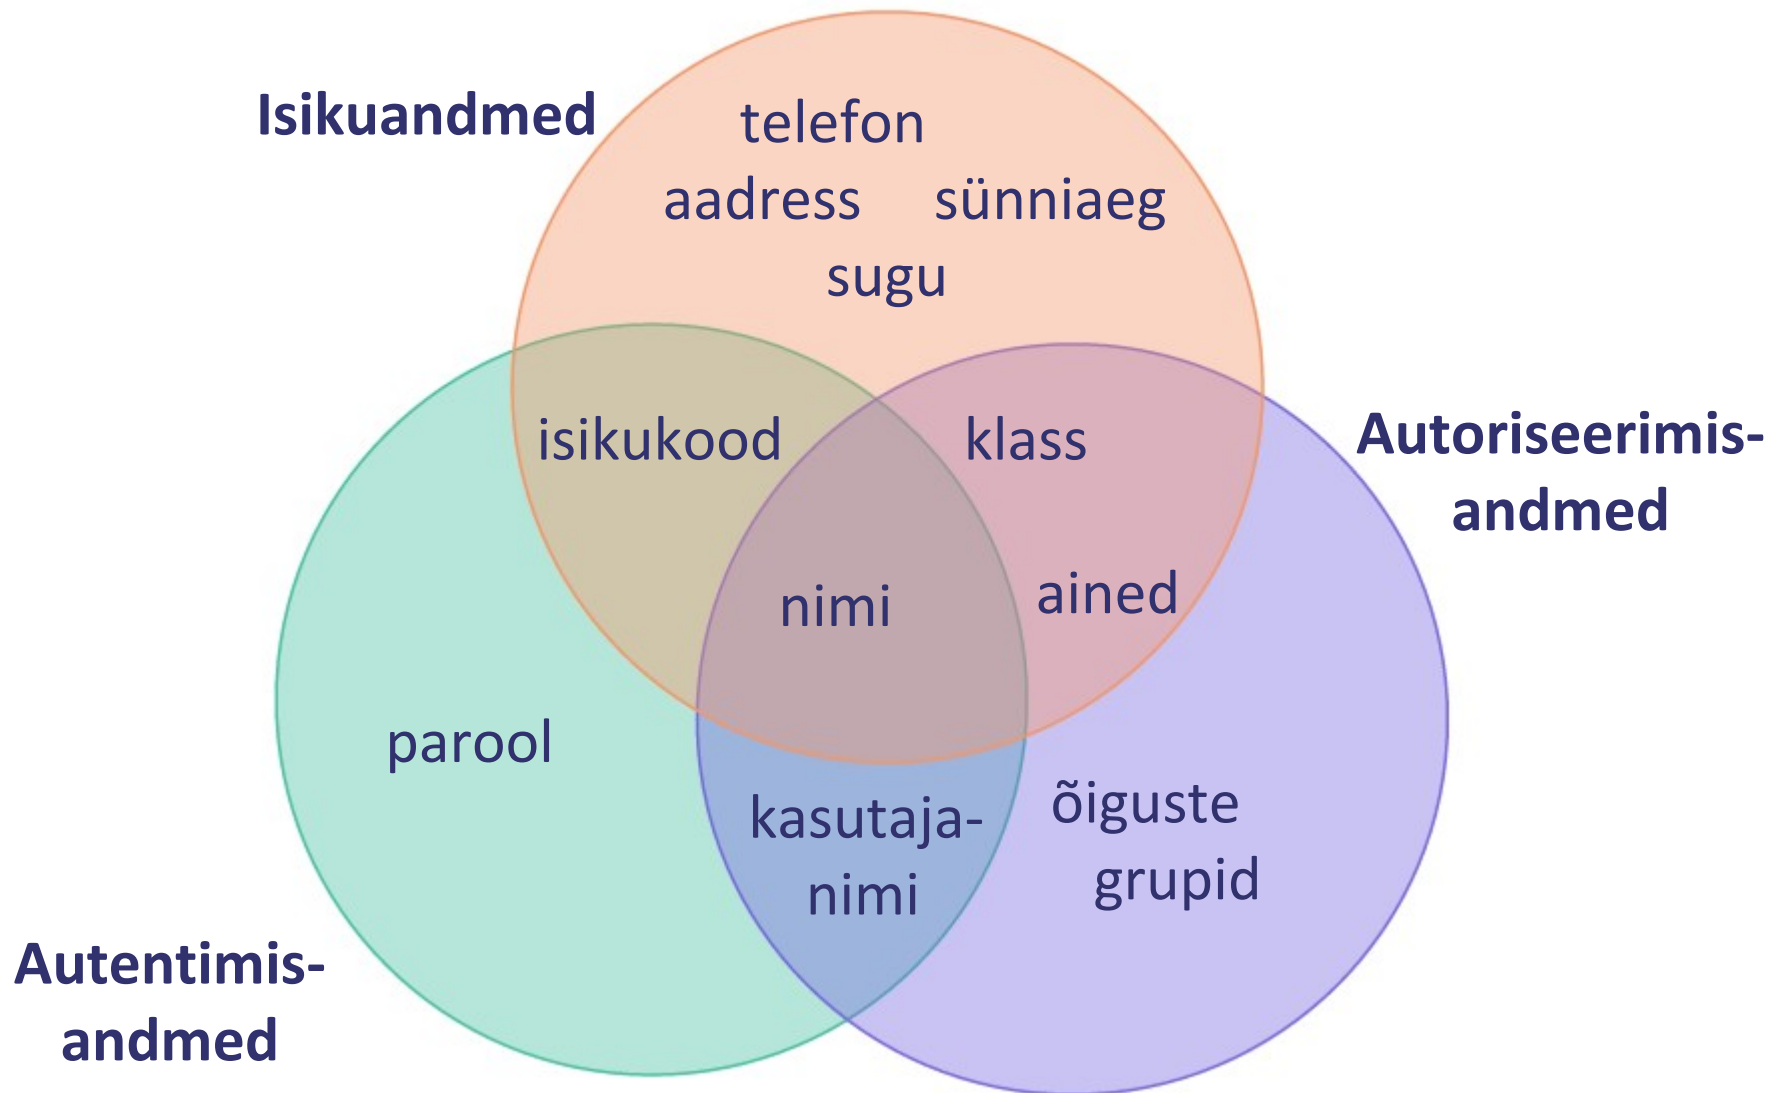 Isikuandmed
telefon
aadress sünniaeg
sugu
isikukood
klass
Autoriseerimis-
andmed
nimi
ained
parool
kasutaja-
nimi
õiguste
grupid
Autentimis-
andmed